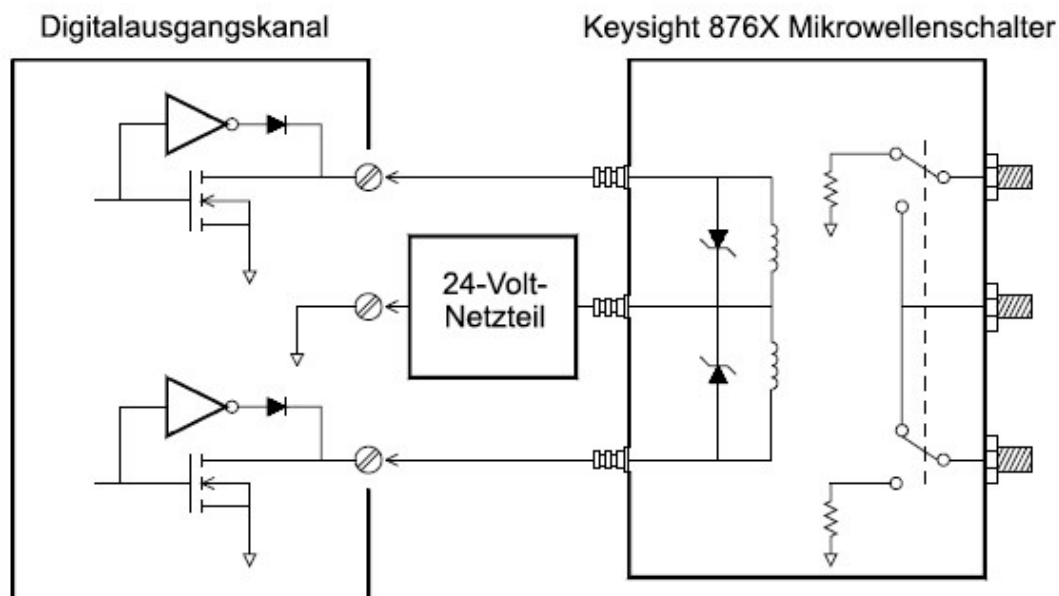 Digitalausgangskanal
Keysight 876X Mikrowellenschalter
24-Volt-
Netzteil